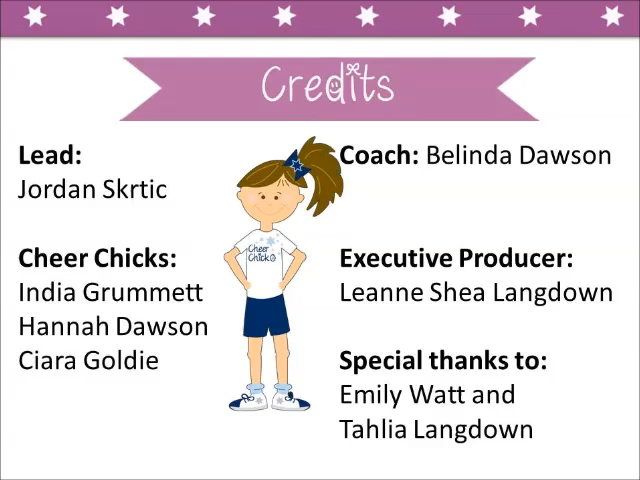 Credits
Lead:
Jordan Skrtic
Cheer Chicks:
India Grummett
Hannah Dawson
Ciara Goldie
Cheer
Chick
Coach: Belinda Dawson
Executive Producer:
Leanne Shea Langdown
Special thanks to:
Emily Watt and
Tahlia Langdown